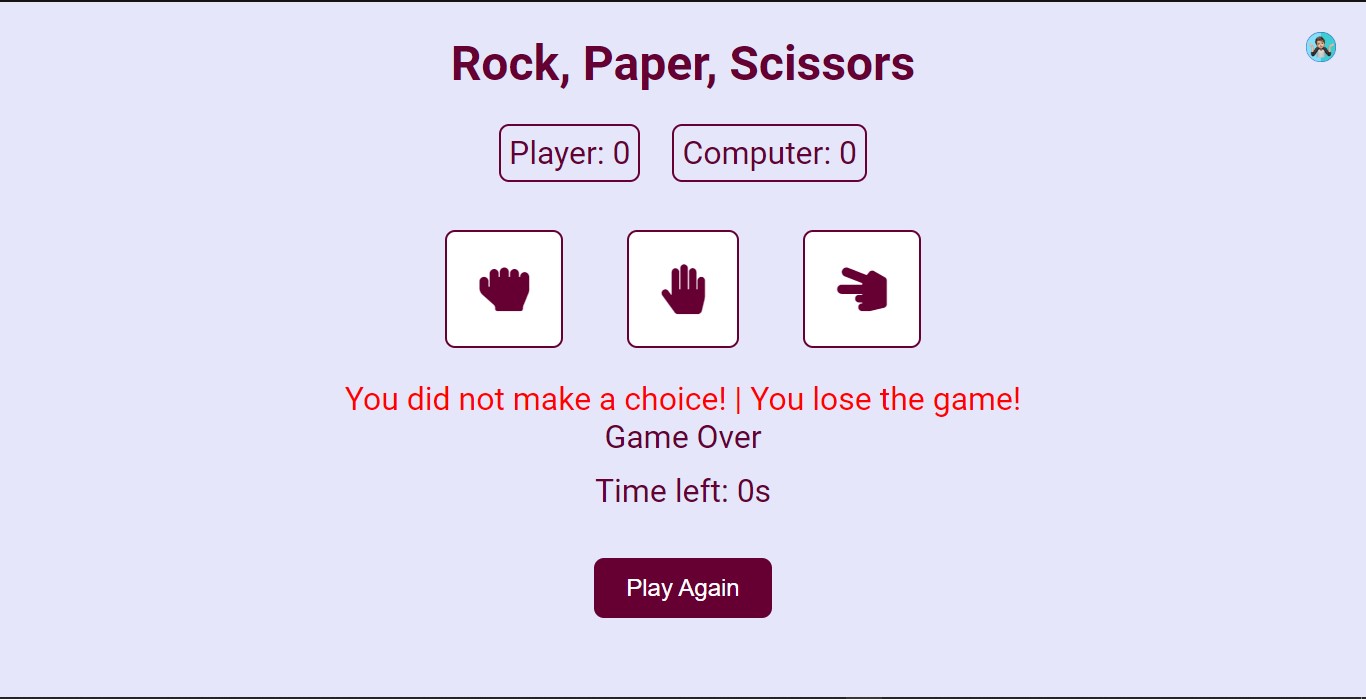 Rock, Paper, Scissors
Player: 0 Computer: 0
You did not make a choice! | You lose the game!
Game Over
Time left: 0s
Play Again